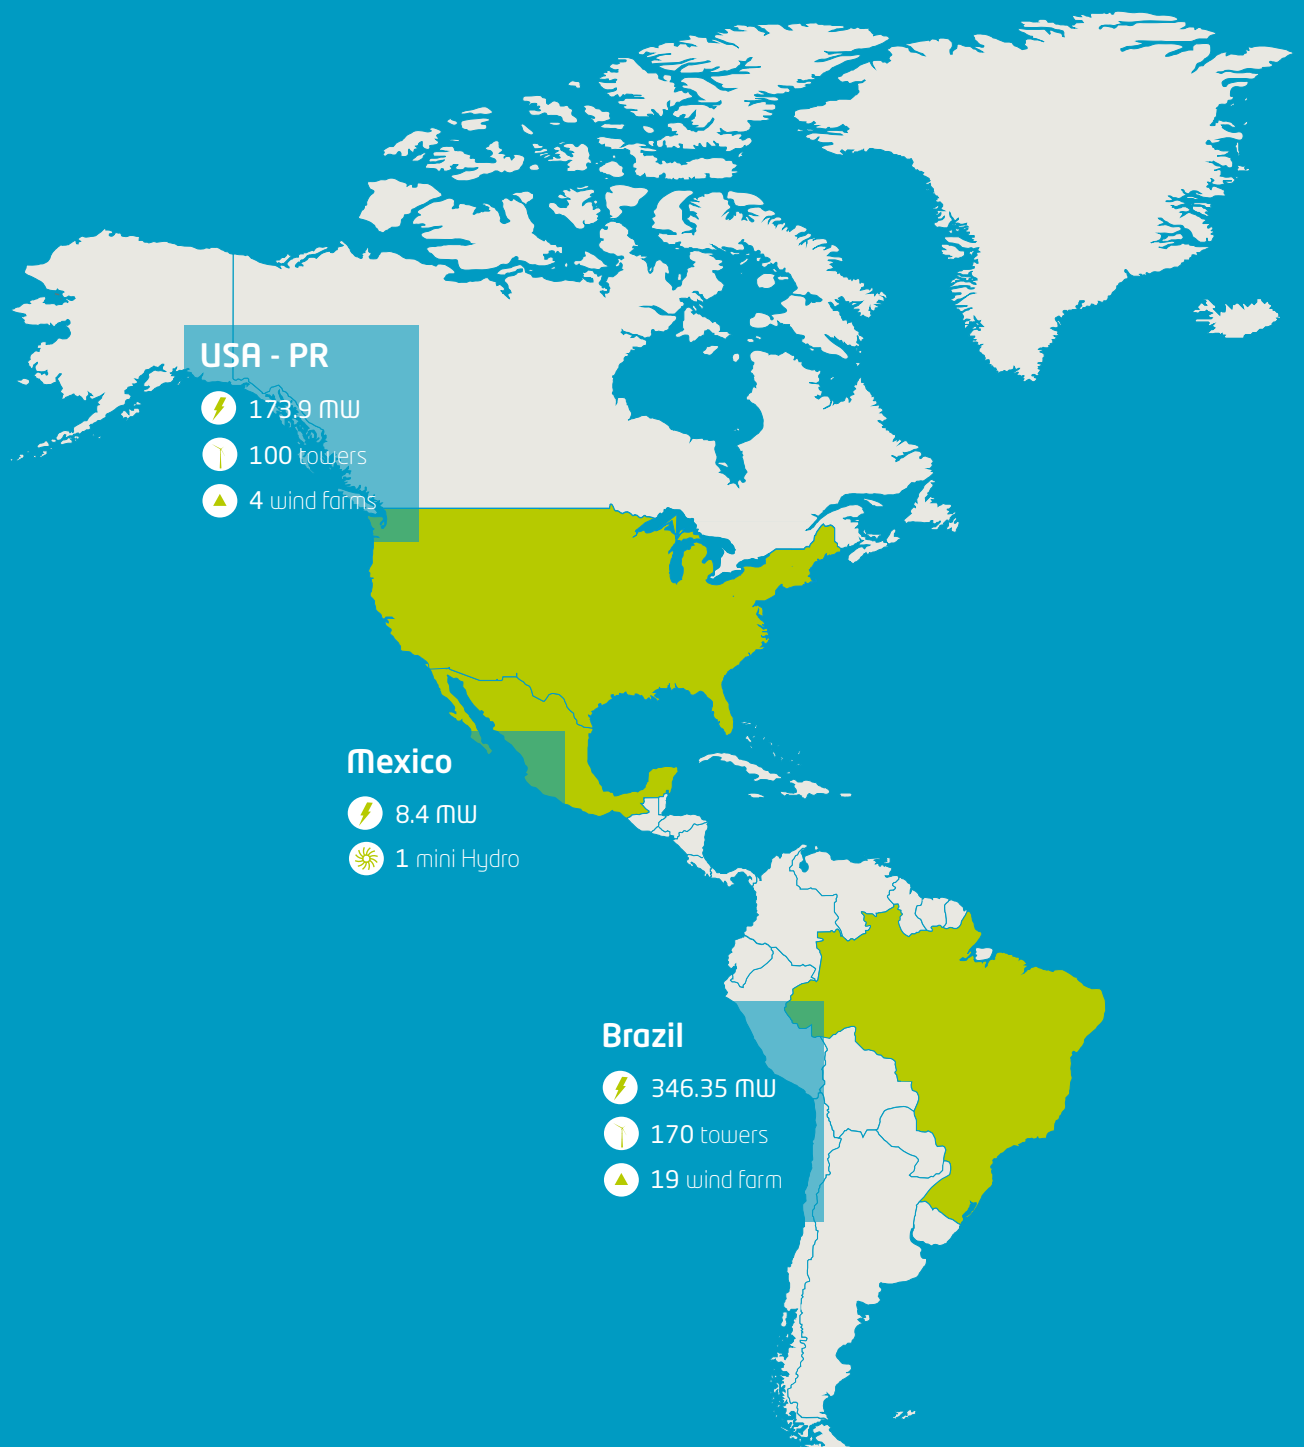 USA - PR
173.9 MW
100 towers
4 wind farms
Mexico
8.4 MW
1 mini Hydro
Brazil
346.35 MW
170 towers
19 wind farm